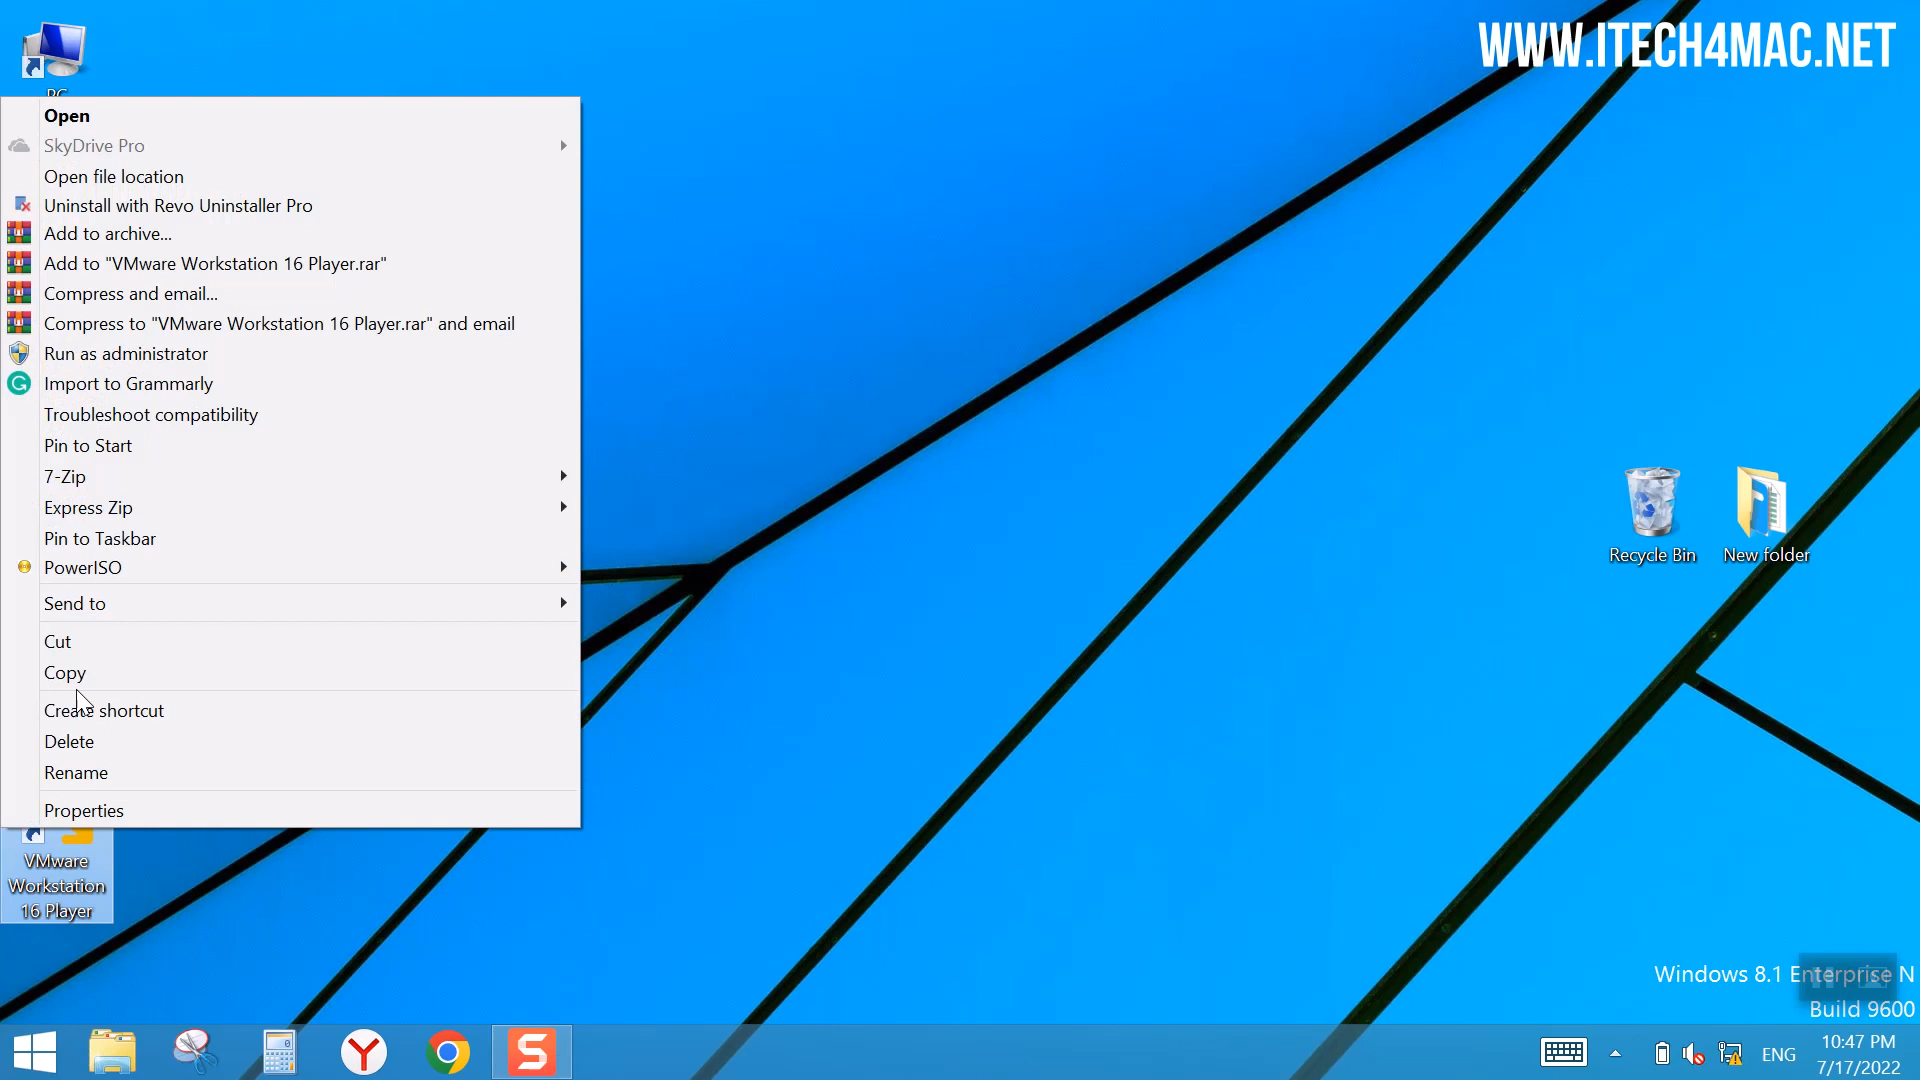 WWW.ITECH4MAC.NET
PC
Open
SkyDrive Pro
Open file location
Uninstall with Revo Uninstaller Pro
Add to archive...
Add to "VMware Workstation 16 Player.rar"
Compress and email...
Compress to "VMware Workstation 16 Player.rar" and email
Run as administrator
Import to Grammarly
Troubleshoot compatibility
Pin to Start
7-Zip
Express Zip
Pin to Taskbar
PowerISO
Send to
Cut
Copy
Create shortcut
Delete
Rename
Properties
VMware
Workstation
16 Player
Recycle Bin
New folder
Windows 8.1 Enterprise N
Build 9600
ENG
10:47 PM
7/17/2022